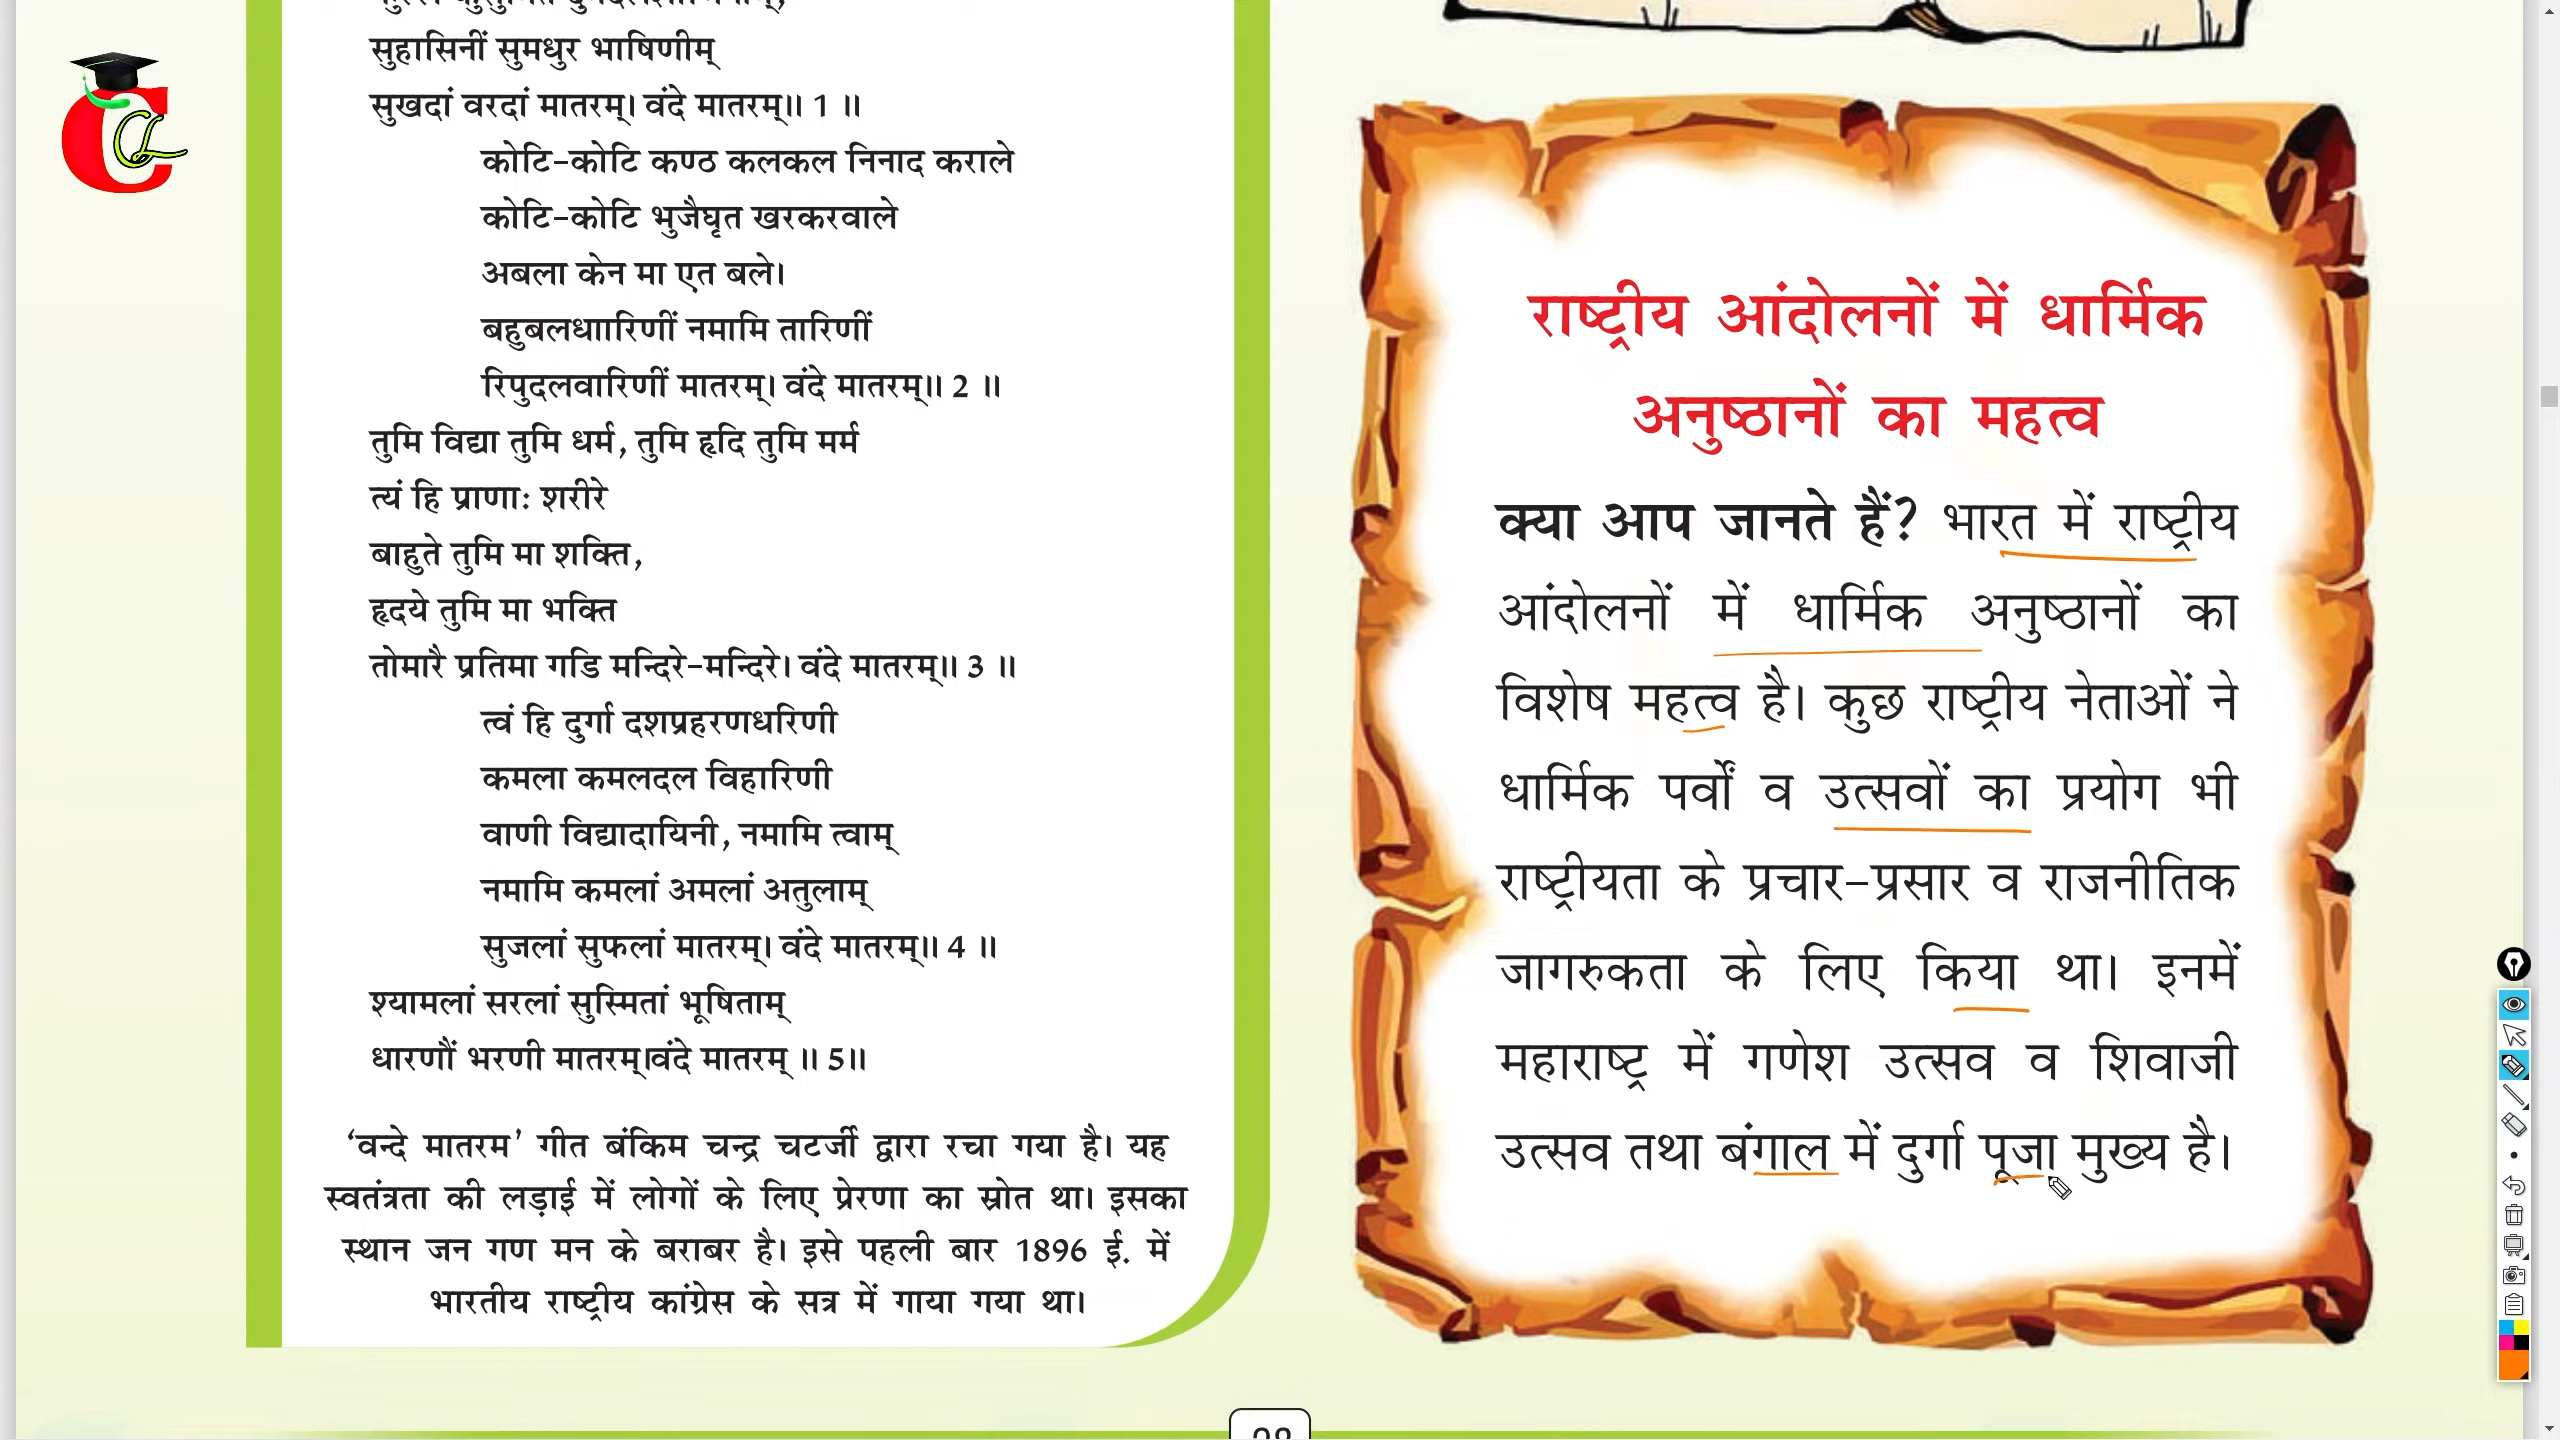 सुहासिनीं सुमधुर भाषिणीम्
सुखदां वरदां मातरम्। वंदे मातरम्॥ 1 ॥
कोटि-कोटि कण्ठ कलकल निनाद कराले
कोटि-कोटि भुजैघृत खरकरवाले
अबला केन मा एत बले।
बहुबलधाारिणीं नमामि तारिणीं
रिपुदलवारिणीं मातरम्। वंदे मातरम्॥ 2 ॥
तुमि विद्या तुमि धर्म, तुमि हृदि तुमि मर्म
त्यं हि प्राणाः शरीरे
बाहुते तुमि मा शक्ति,
हृदये तुमि मा भक्ति
तोमारै प्रतिमा गडि मन्दिरे-मन्दिरे। वंदे मातरम्॥ 3 ॥
त्वं हि दुर्गा दशप्रहरणधरिणी
कमला कमलदल विहारिणी
वाणी विद्यादायिनी, नमामि त्वाम्
नमामि कमलां अमलां अतुलाम्
सुजलां सुफलां मातरम्। वंदे मातरम्॥ 4 ॥
श्यामलां सरलां सुस्मितां भूषिताम्
धारणौं भरणी मातरम्।वंदे मातरम् ॥ 5॥
‘वन्दे मातरम’ गीत बंकिम चन्द्र चटर्जी द्वारा रचा गया है। यह
स्वतंत्रता की लड़ाई में लोगों के लिए प्रेरणा का स्रोत था। इसका
स्थान जन गण मन के बराबर है। इसे पहली बार 1896 ई. में
भारतीय राष्ट्रीय कांग्रेस के सत्र में गाया गया था।
राष्ट्रीय आंदोलनों में धार्मिक
अनुष्ठानों का महत्व
क्या आप जानते हैं? भारत में राष्ट्रीय
आंदोलनों में धार्मिक अनुष्ठानों का
विशेष महत्व है। कुछ राष्ट्रीय नेताओं ने
धार्मिक पर्वों व उत्सवों का प्रयोग भी
राष्ट्रीयता के प्रचार-प्रसार व राजनीतिक
जागरुकता के लिए किया था। इनमें
महाराष्ट्र में गणेश उत्सव व शिवाजी
उत्सव तथा बंगाल में दुर्गा पूजा मुख्य है।